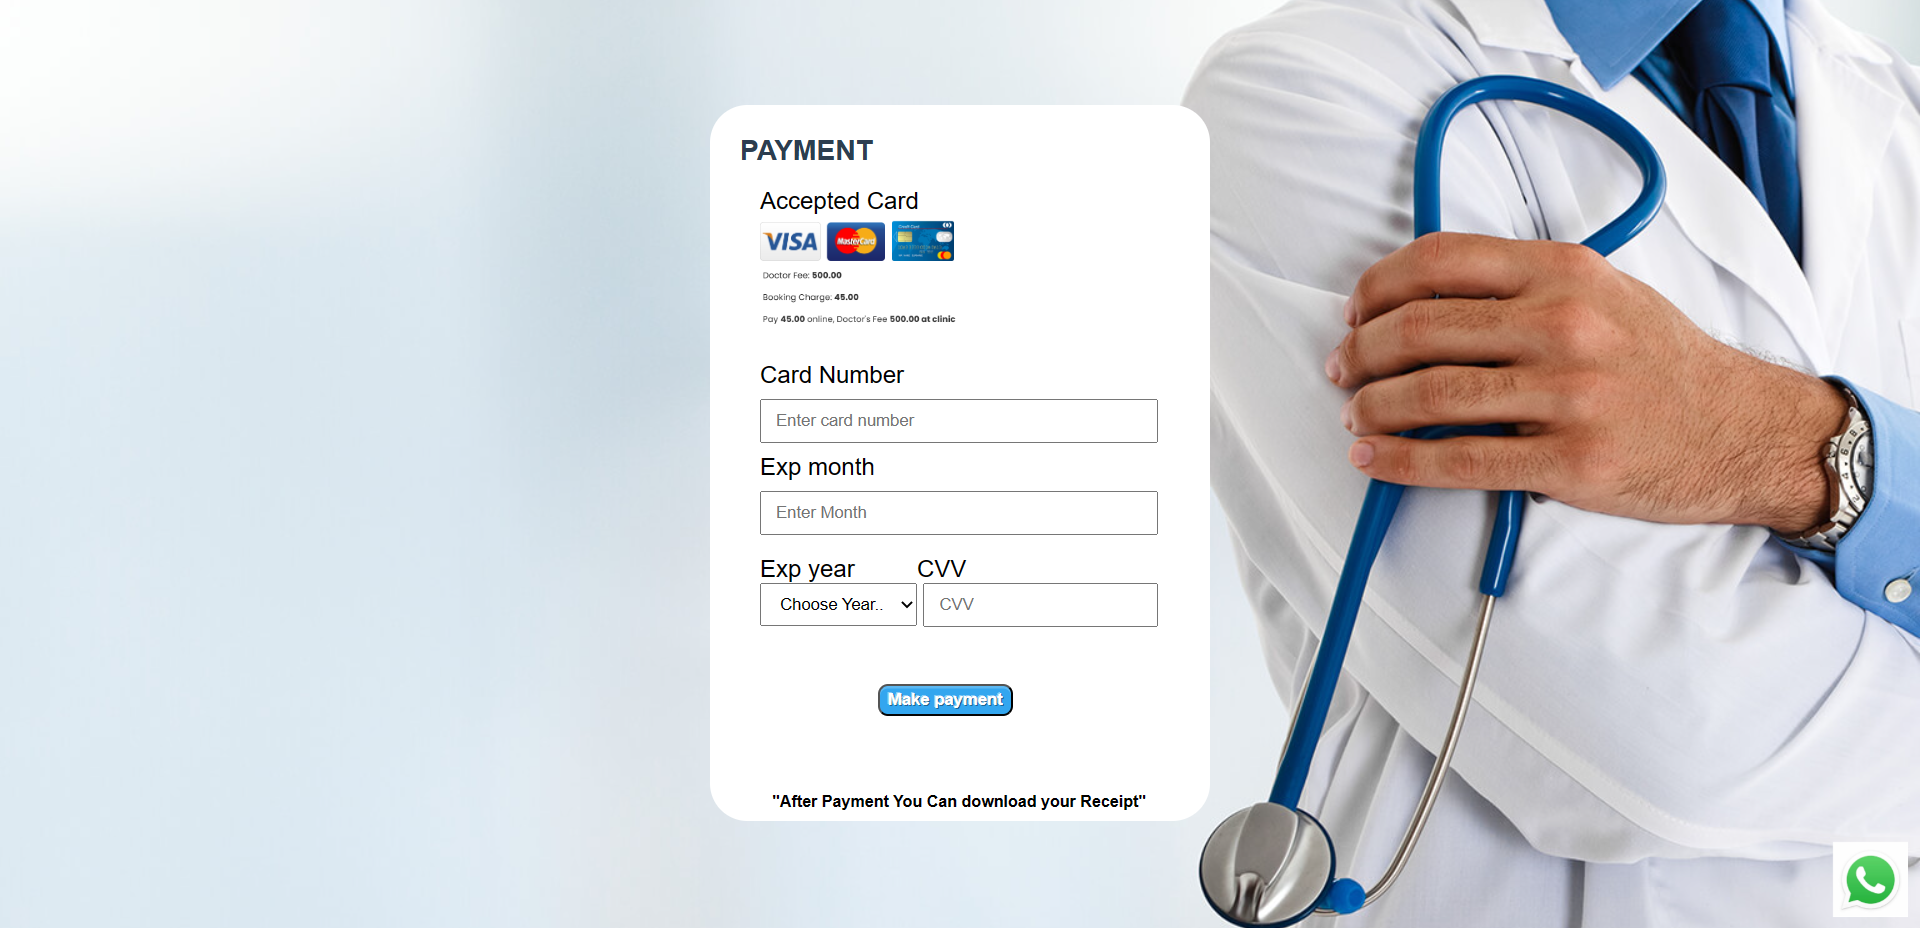 PAYMENT
Accepted Card
VISA MasterCard Credit Card
Doctor Fee: 500.00
Booking Charge: 45.00
Pay 45.00 online, Doctor's Fee 500.00 at clinic
Card Number
Enter card number
Exp month
Enter Month
Exp year CVV
Choose Year.. CVV
Make payment
"After Payment You Can download your Receipt"